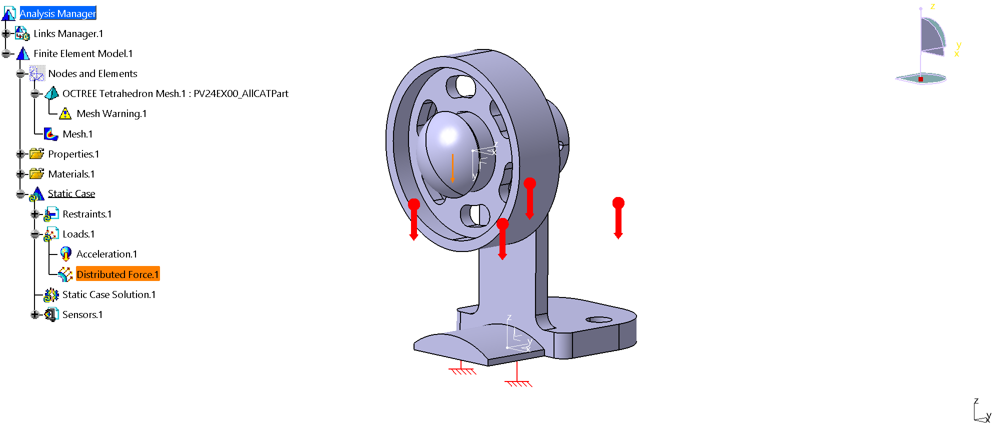 Analysis Manager
Links Manager.1
Finite Element Model.1
Nodes and Elements
OCTREE Tetrahedron Mesh.1 : PV24EX00_AllCATPart
Mesh Warning.1
Mesh.1
Properties.1
Materials.1
Static Case
Restraints.1
Loads.1
Acceleration.1
Distributed Force.1
Static Case Solution.1
Sensors.1
z
y
x
z
x
y
z
y
x
z
y
x